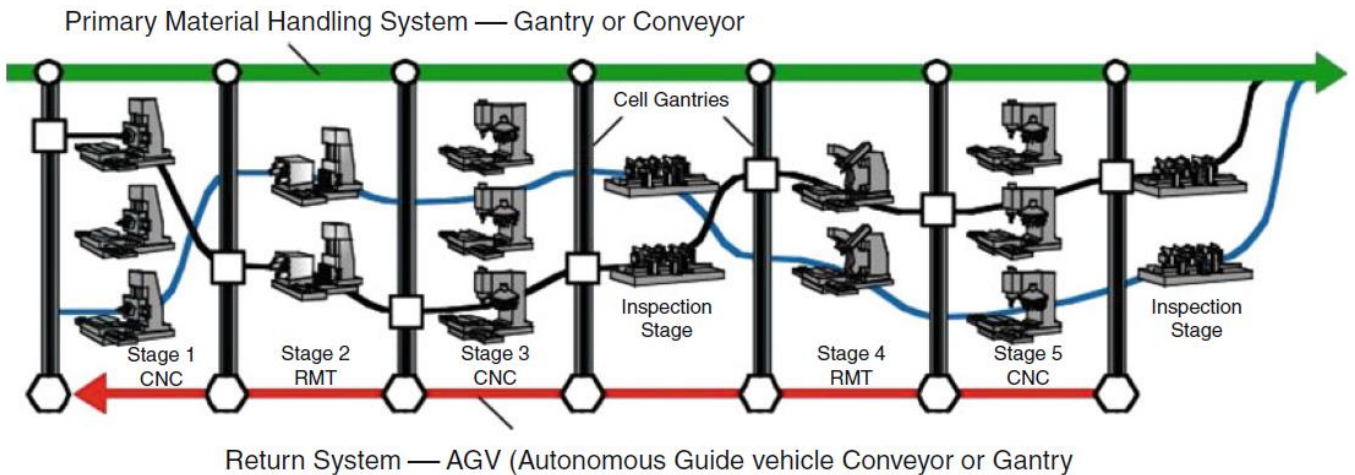 Primary Material Handling System — Gantry or Conveyor
Cell Gantries
Inspection
Stage
Stage 1
CNC
Stage 2
RMT
Stage 3
CNC
Stage 4
RMT
Stage 5
CNC
Inspection
Stage
Return System — AGV (Autonomous Guide vehicle Conveyor or Gantry